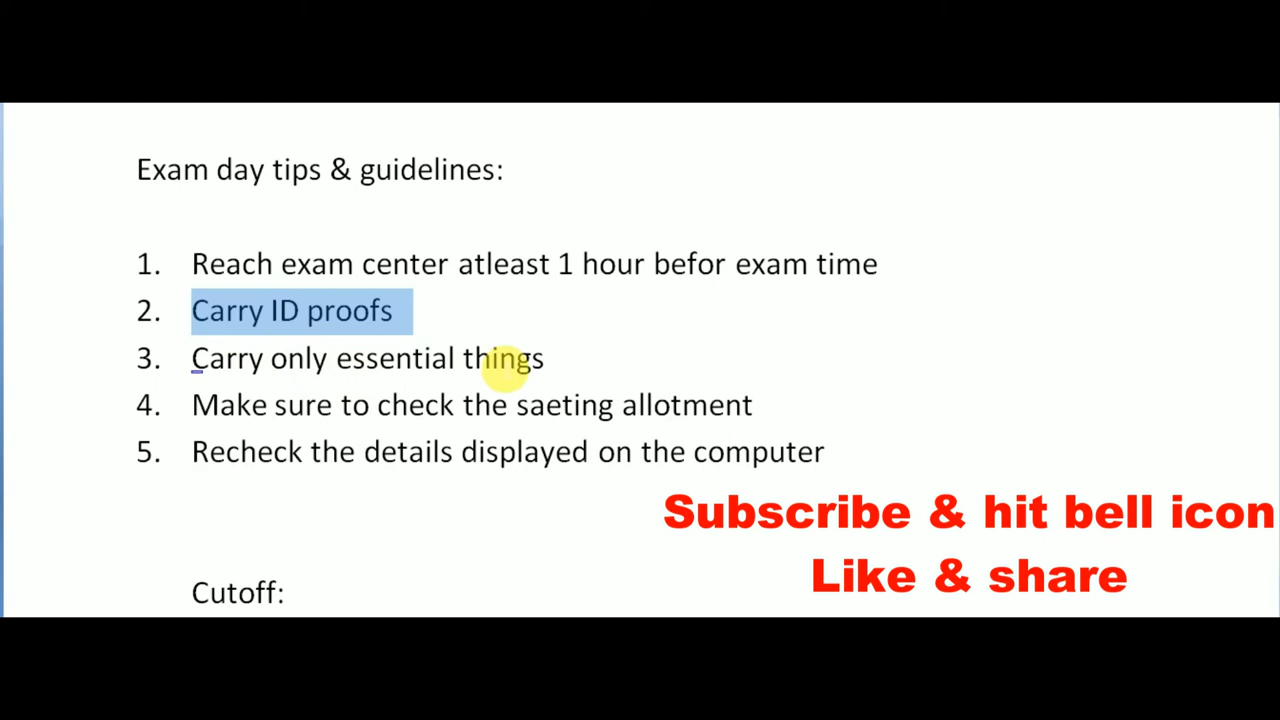 Exam day tips & guidelines:
1. Reach exam center atleast 1 hour befor exam time
2. Carry ID proofs
3. Carry only essential things
4. Make sure to check the saeting allotment
5. Recheck the details displayed on the computer
Subscribe & hit bell icon
Like & share
Cutoff: